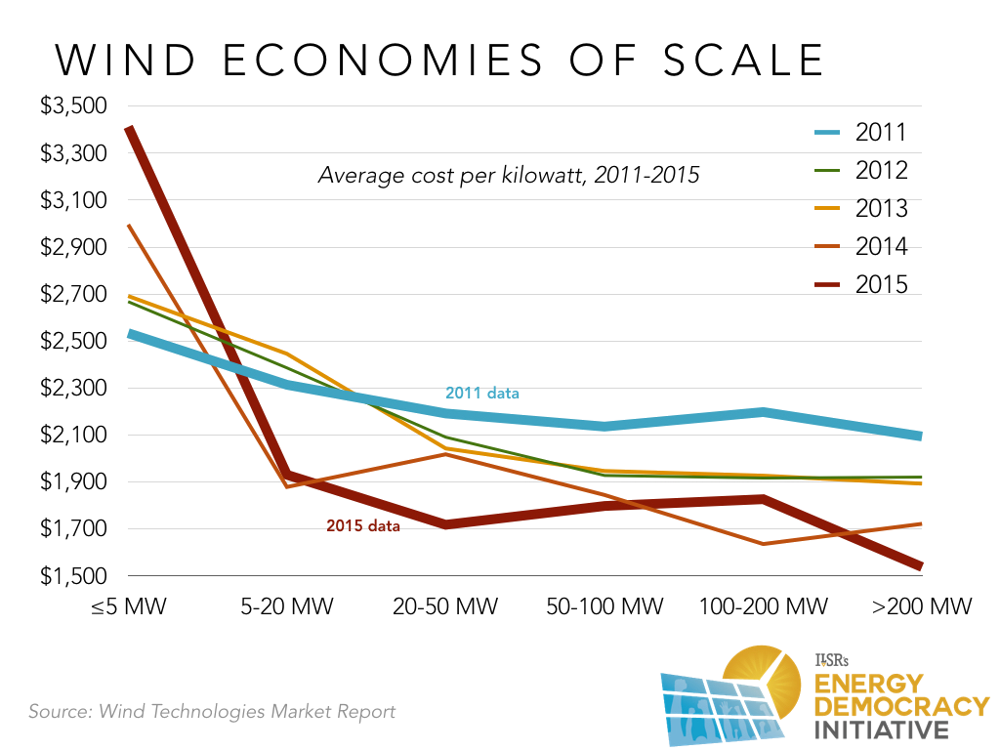 WIND ECONOMIES OF SCALE
$3,500
$3,300
$3,100
$2,900
$2,700
$2,500
$2,300
$2,100
$1,900
$1,700
$1,500
Average cost per kilowatt, 2011-2015
2011
2012
2013
2014
2015
2011 data
2015 data
≤5 MW 5-20 MW 20-50 MW 50-100 MW 100-200 MW >200 MW
Source: Wind Technologies Market Report
ILSR's
ENERGY
DEMOCRACY
INITIATIVE